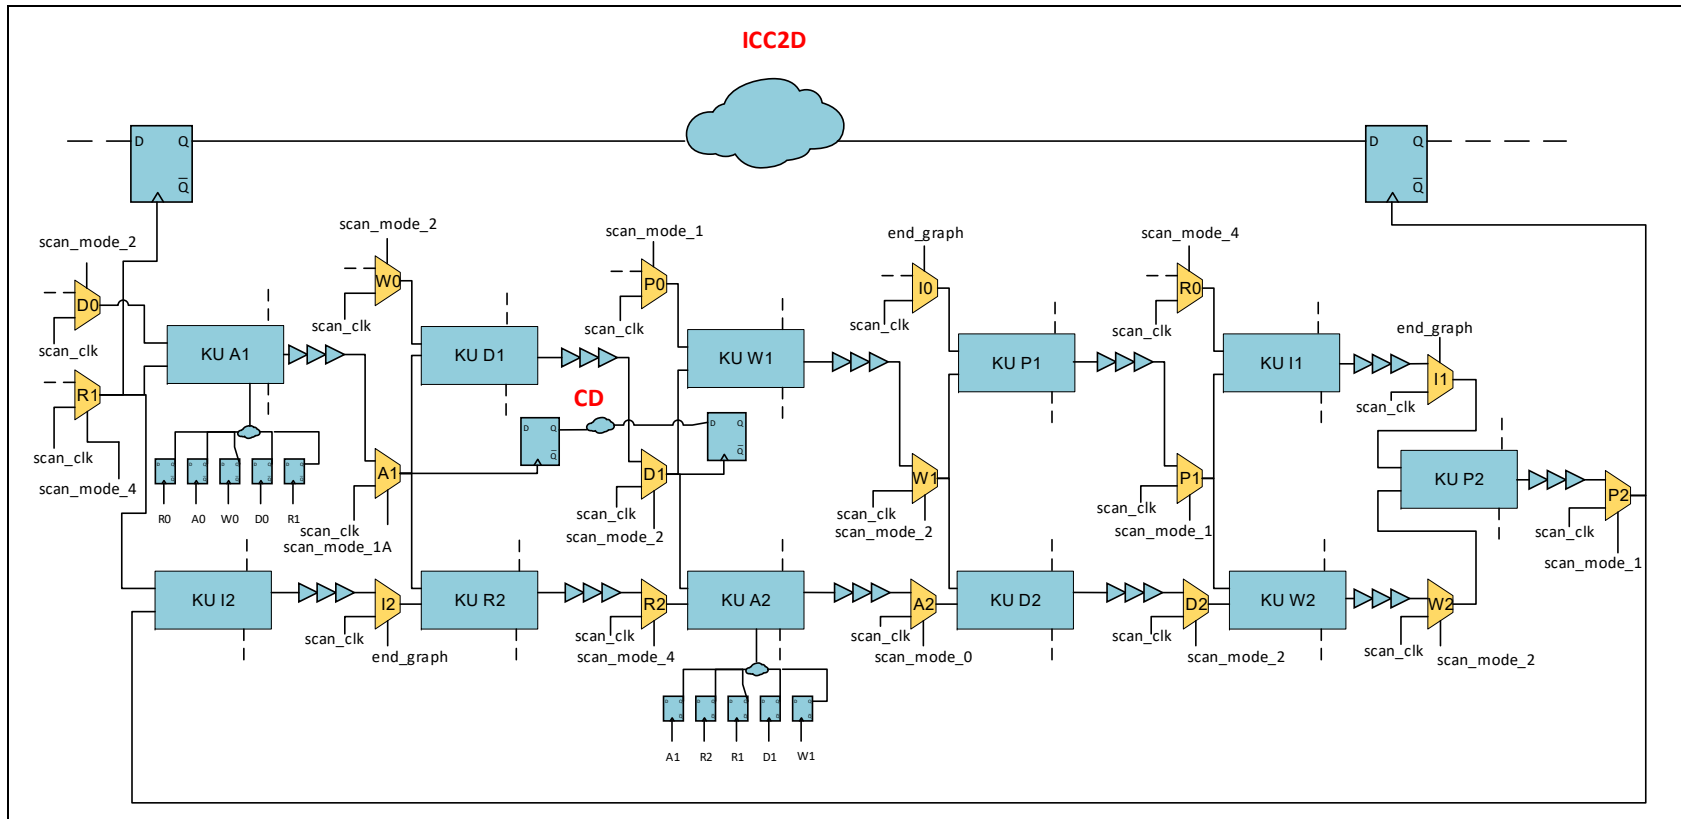 ICC2D
D Q
Q
D Q
Q
scan_mode_2
scan_mode_2
scan_mode_1
end_graph
scan_mode_4
D0
W0
P0
I0
R0
scan_clk
scan_clk
scan_clk
scan_clk
scan_clk
end_graph
KU A1
KU D1
KU W1
KU P1
KU I1
I1
R1
scan_clk
CD
scan_clk
scan_mode_4
D Q
Q
D Q
Q
A1
D1
W1
P1
KU P2
P2
R0 A0 W0 D0 R1
scan_clk
scan_mode_1A
scan_clk
scan_mode_2
scan_clk
scan_mode_2
scan_clk
scan_mode_1
scan_clk
scan_mode_1
KU I2
I2
KU R2
R2
KU A2
A2
KU D2
D2
KU W2
W2
scan_clk
end_graph
scan_clk
scan_mode_4
scan_clk
scan_mode_0
scan_clk
scan_mode_2
scan_clk
scan_mode_2
A1 R2 R1 D1 W1